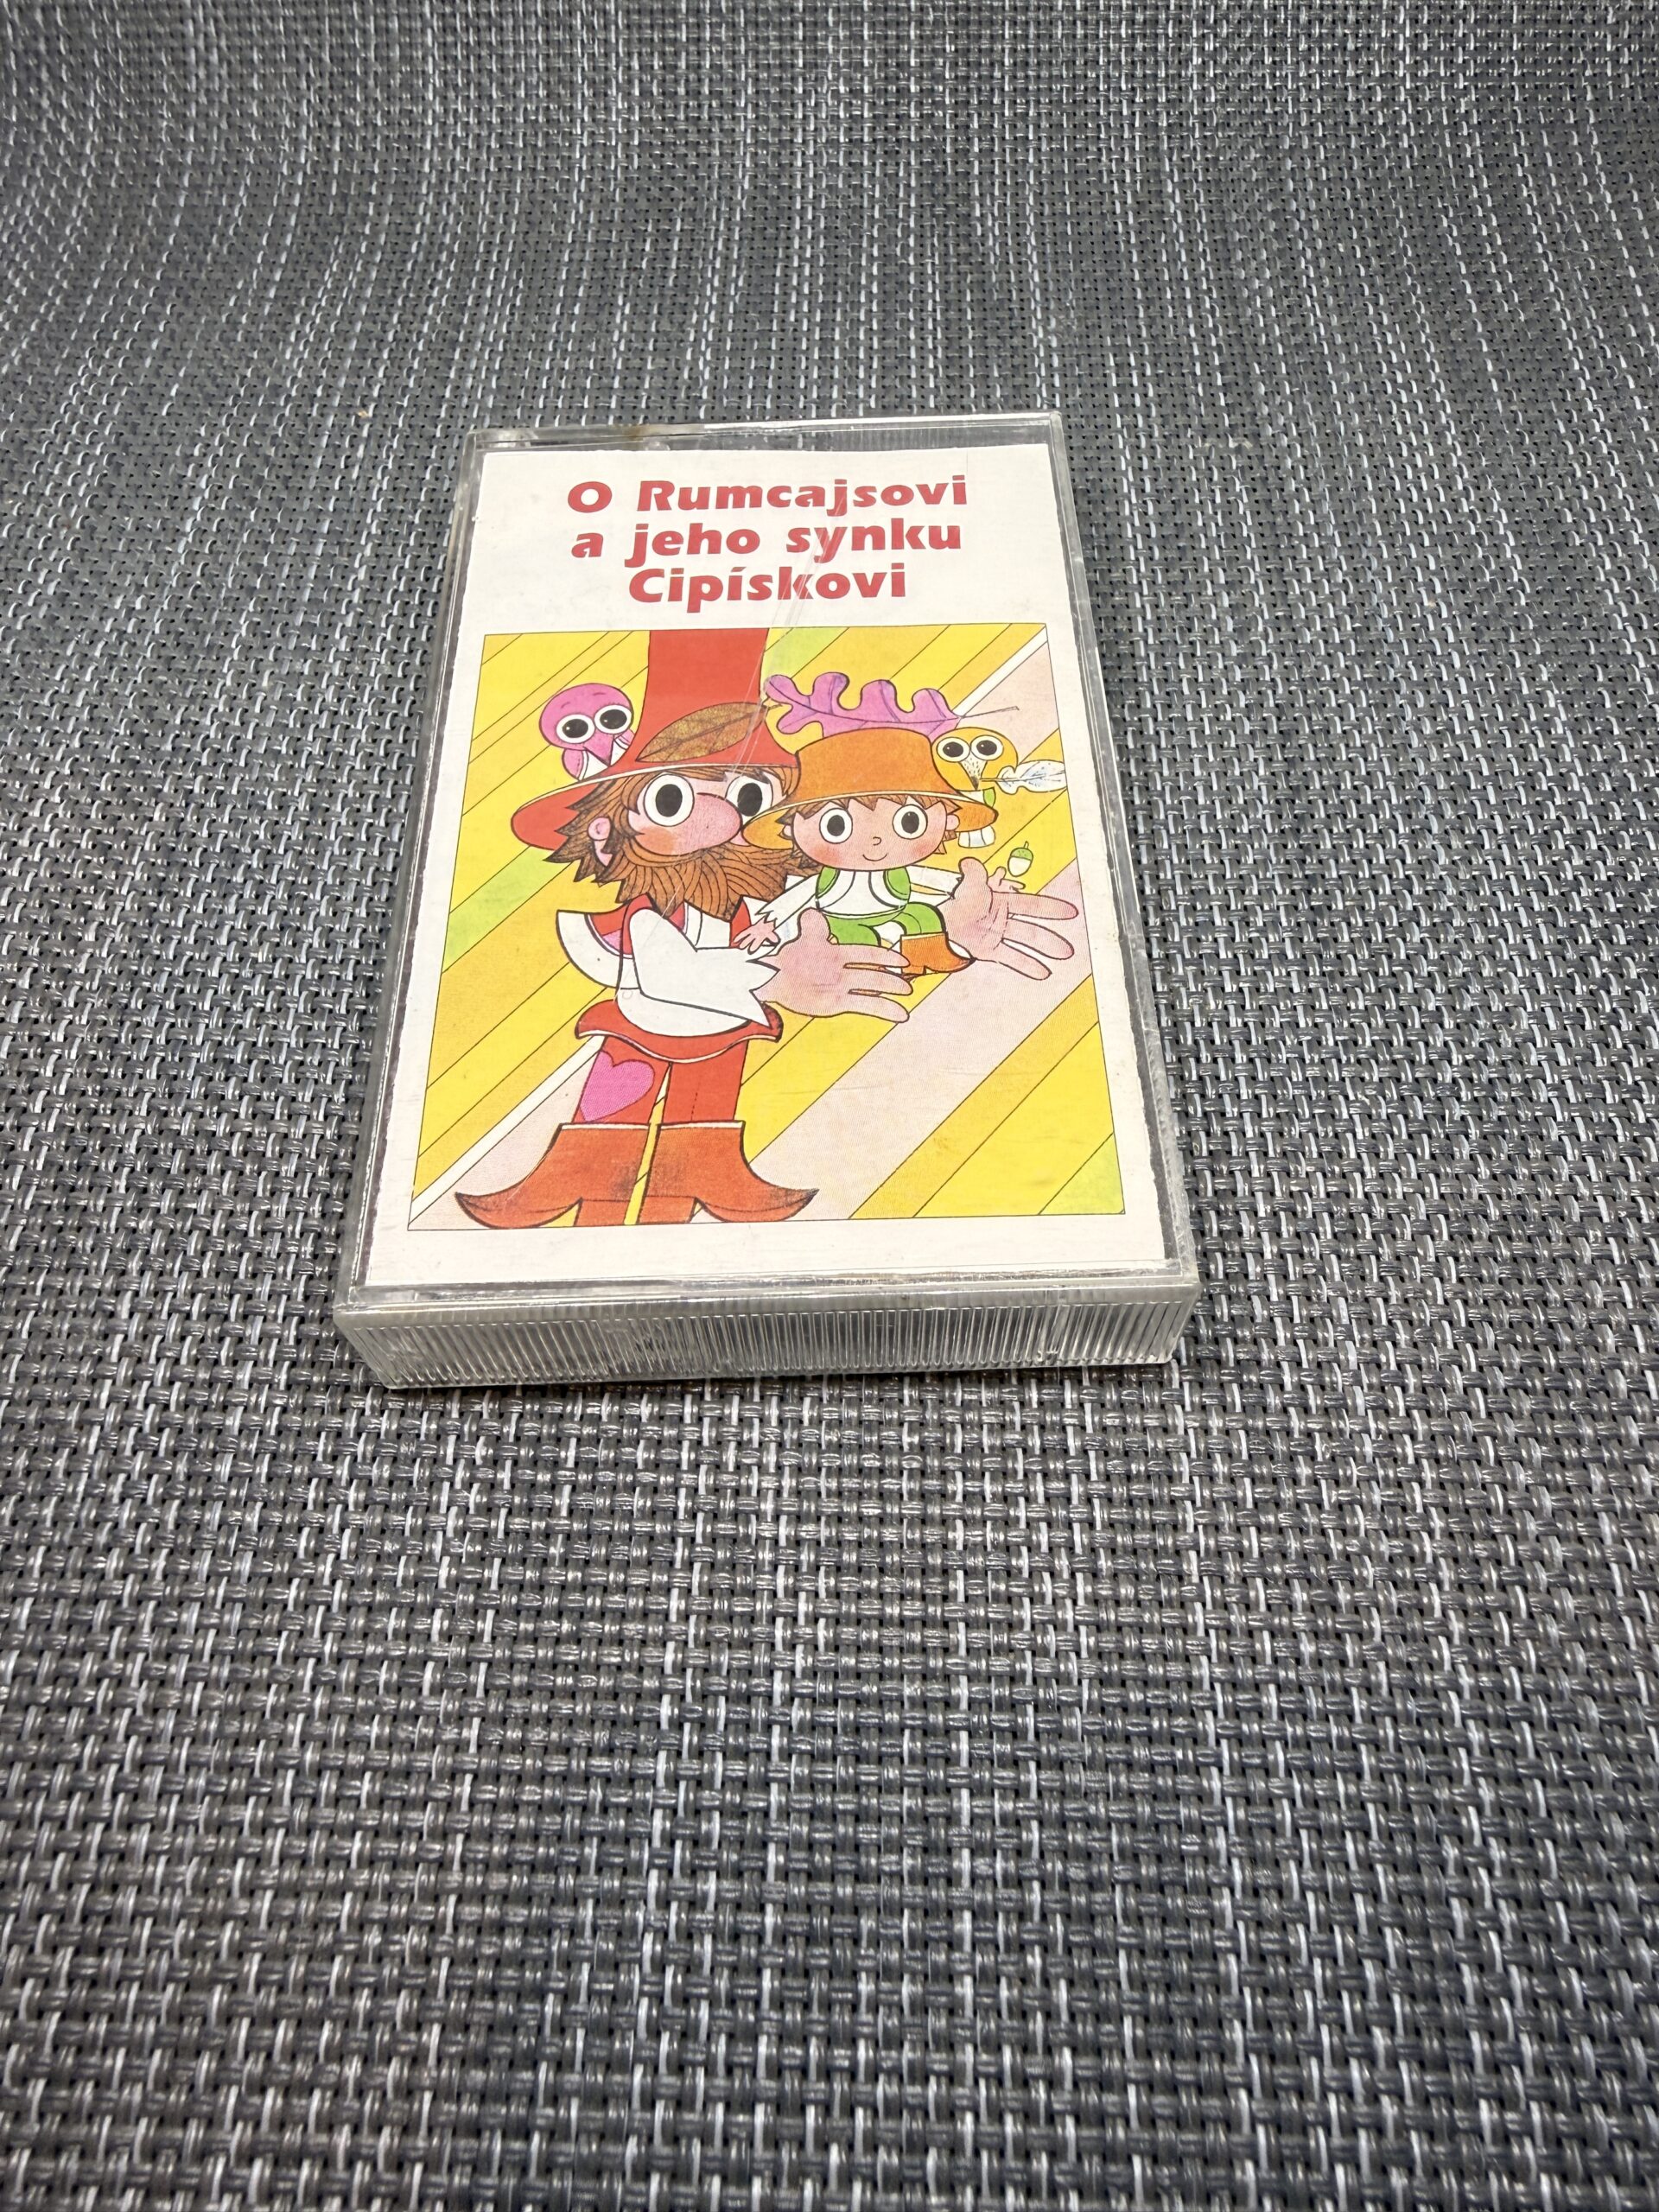 O Rumcajsovi
a jeho synku
Cipískovi